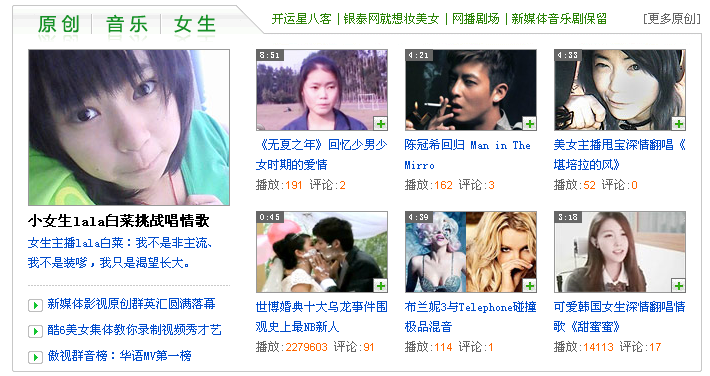 原创 音乐 女生
开运星八客 | 银泰网就想妆美女 | 网播剧场 | 新媒体音乐剧保留
[更多原创]
小女生lala白菜挑战唱情歌
女生主播lala白菜：我不是非主流、
我不是装嗲，我只是渴望长大。
新媒体影视原创群英汇圆满落幕
酷6美女集体教你录制视频秀才艺
傲视群音榜：华语MV第一榜
8:51
《无夏之年》回忆少男少
女时期的爱情
播放:191 评论:2
4:21
陈冠希回归 Man in The
Mirro
播放:162 评论:3
4:33
美女主播甩宝深情翻唱《
堪培拉的风》
播放:52 评论:0
0:45
世博婚典十大乌龙事件围
观史上最NB新人
播放:2279603 评论:91
4:39
布兰妮3与Telephone碰撞
极品混音
播放:114 评论:1
3:18
可爱韩国女生深情翻唱情
歌《甜蜜蜜》
播放:14113 评论:17